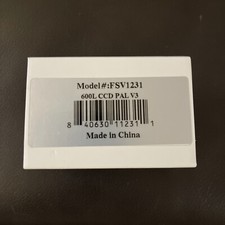 Model#:FSV1231
600L CCD PAL V3
8 40630 11231 1
Made in China